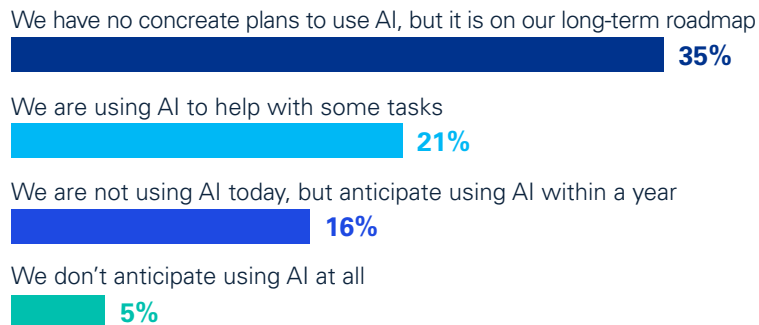 We have no concreate plans to use AI, but it is on our long-term roadmap
35%
We are using AI to help with some tasks
21%
We are not using AI today, but anticipate using AI within a year
16%
We don’t anticipate using AI at all
5%